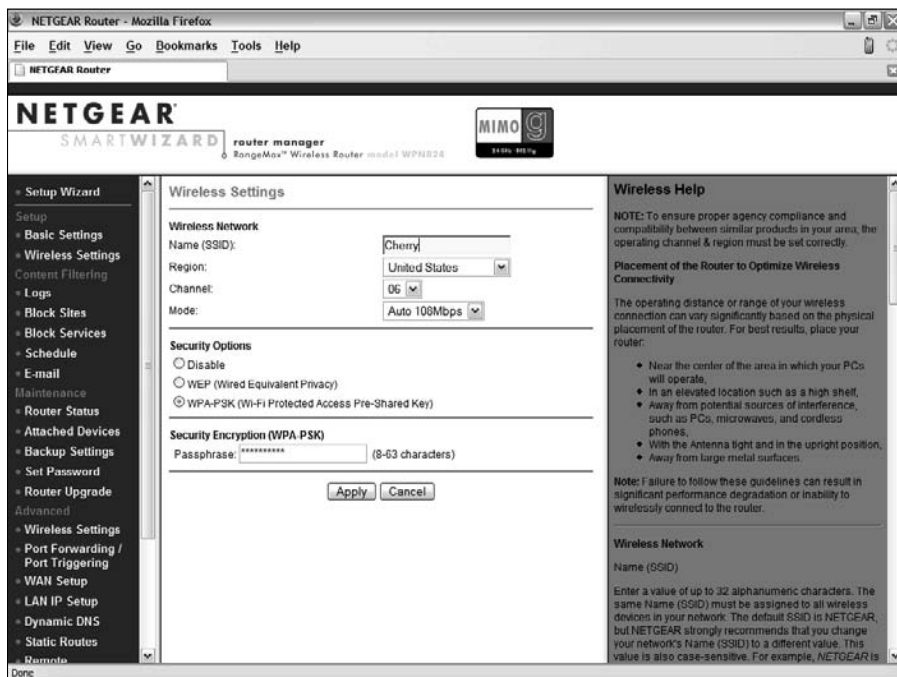 NETGEAR Router - Mozilla Firefox
File Edit View Go Bookmarks Tools Help
NETGEAR Router
NETGEAR
SMARTWIZARD router manager
RangeMax™ Wireless Router model WPN824
MIMO g
Setup Wizard
Setup
Basic Settings
Wireless Settings
Content Filtering
Logs
Block Sites
Block Services
Schedule
E-mail
Maintenance
Router Status
Attached Devices
Backup Settings
Set Password
Router Upgrade
Advanced
Wireless Settings
Port Forwarding /
Port Triggering
WAN Setup
LAN IP Setup
Dynamic DNS
Static Routes
Remote
Wireless Settings
Wireless Network
Name (SSID): Cherry
Region: United States
Channel: 06
Mode: Auto 108Mbps
Security Options
Disable
WEP (Wired Equivalent Privacy)
WPA-PSK (Wi-Fi Protected Access Pre-Shared Key)
Security Encryption (WPA-PSK)
Passphrase: ********** (8-63 characters)
Apply Cancel
Wireless Help
NOTE: To ensure proper agency compliance and
compatibility between similar products in your area; the
operating channel & region must be set correctly.
Placement of the Router to Optimize Wireless
Connectivity
The operating distance or range of your wireless
connection can vary significantly based on the physical
placement of the router. For best results, place your
router:
Near the center of the area in which your PCs
will operate,
In an elevated location such as a high shelf,
Away from potential sources of interference,
such as PCs, microwaves, and cordless
phones,
With the Antenna tight and in the upright position,
Away from large metal surfaces.
Note: Failure to follow these guidelines can result in
significant performance degradation or inability to
wirelessly connect to the router.
Wireless Network
Name (SSID)
Enter a value of up to 32 alphanumeric characters. The
same Name (SSID) must be assigned to all wireless
devices in your network. The default SSID is NETGEAR,
but NETGEAR strongly recommends that you change
your network's Name (SSID) to a different value. This
value is also case-sensitive. For example, NETGEAR is
Done